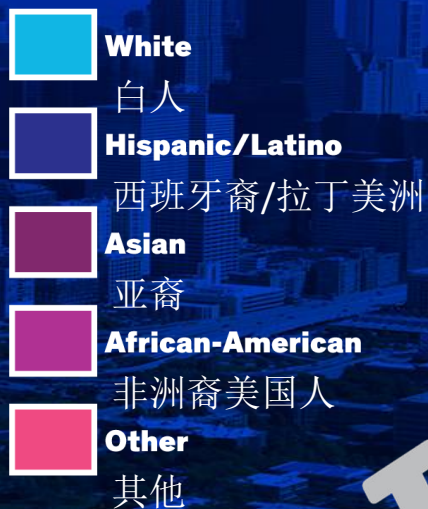 White
白人
Hispanic/Latino
西班牙裔/拉丁美洲
Asian
亚裔
African-American
非洲裔美国人
Other
其他